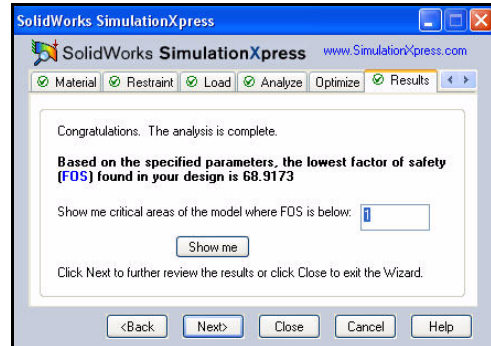 SolidWorks SimulationXpress
SolidWorks SimulationXpress www.SimulationXpress.com
Material Restraint Load Analyze Optimize Results
Congratulations. The analysis is complete.
Based on the specified parameters, the lowest factor of safety
(FOS) found in your design is 68.9173
Show me critical areas of the model where FOS is below: 1
Show me
Click Next to further review the results or click Close to exit the Wizard.
<Back Next> Close Cancel Help